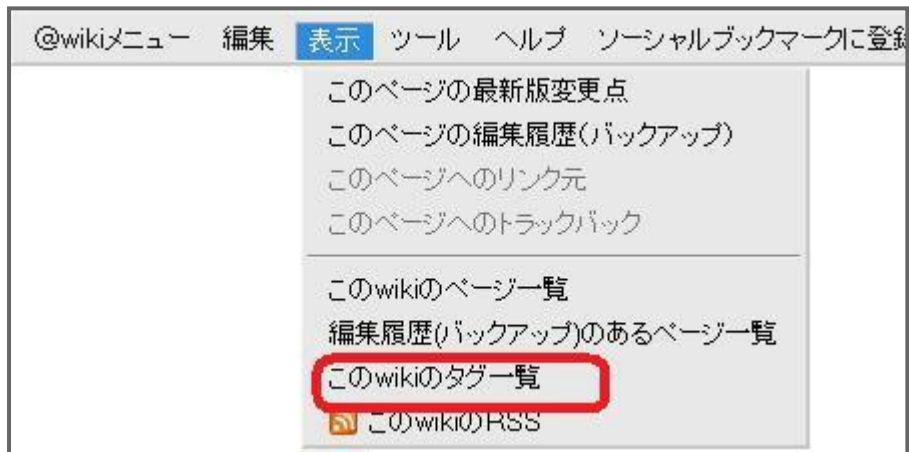 @wikiメニュー 編集 表示 ツール ヘルプ ソーシャルブックマークに登録
このページの最新版変更点
このページの編集履歴(バックアップ)
このページへのリンク元
このページへのトラックバック
このwikiのページ一覧
編集履歴(バックアップ)のあるページ一覧
このwikiのタグ一覧
このwikiのRSS